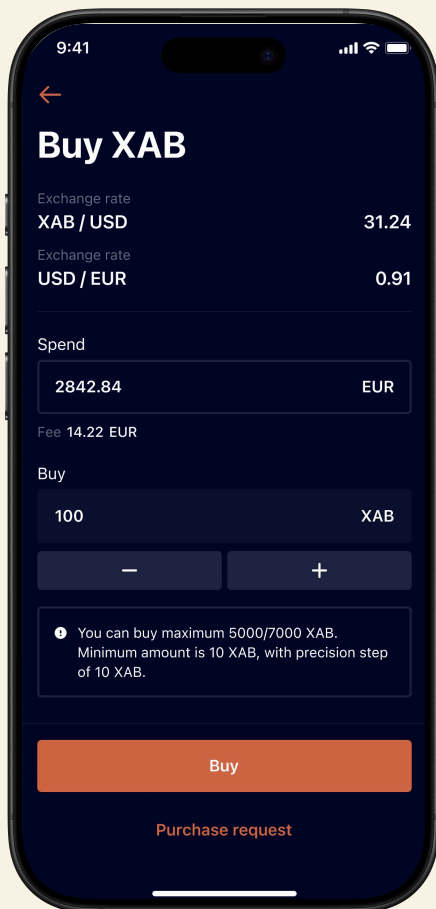 9:41
Buy XAB
Exchange rate
XAB / USD 31.24
Exchange rate
USD / EUR 0.91
Spend
2842.84 EUR
Fee 14.22 EUR
Buy
100 XAB
− +
You can buy maximum 5000/7000 XAB.
Minimum amount is 10 XAB, with precision step
of 10 XAB.
Buy
Purchase request